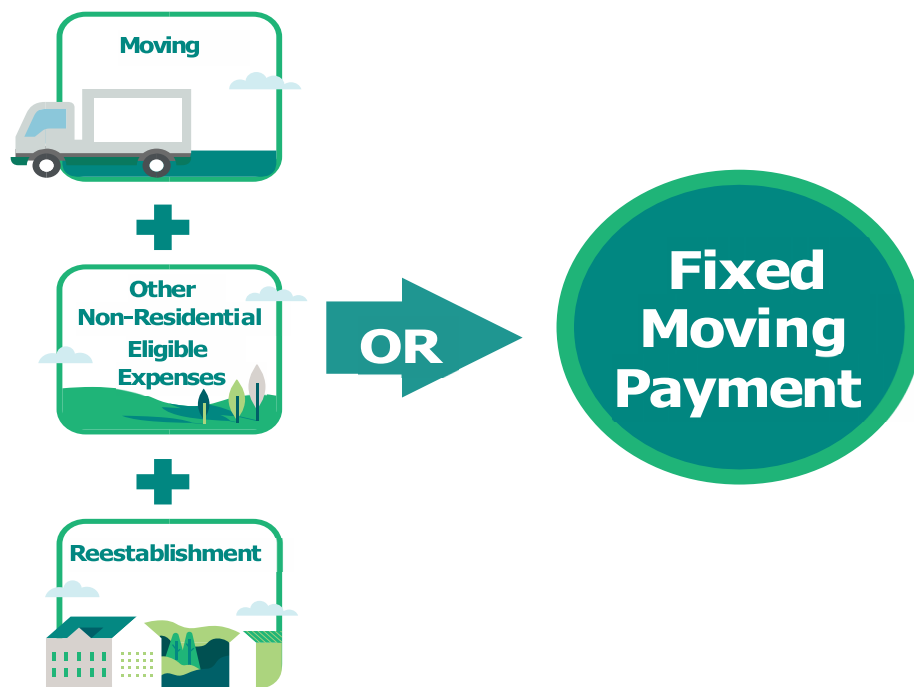 Moving
Other
Non-Residential
Eligible
Expenses
Reestablishment
OR
Fixed
Moving
Payment